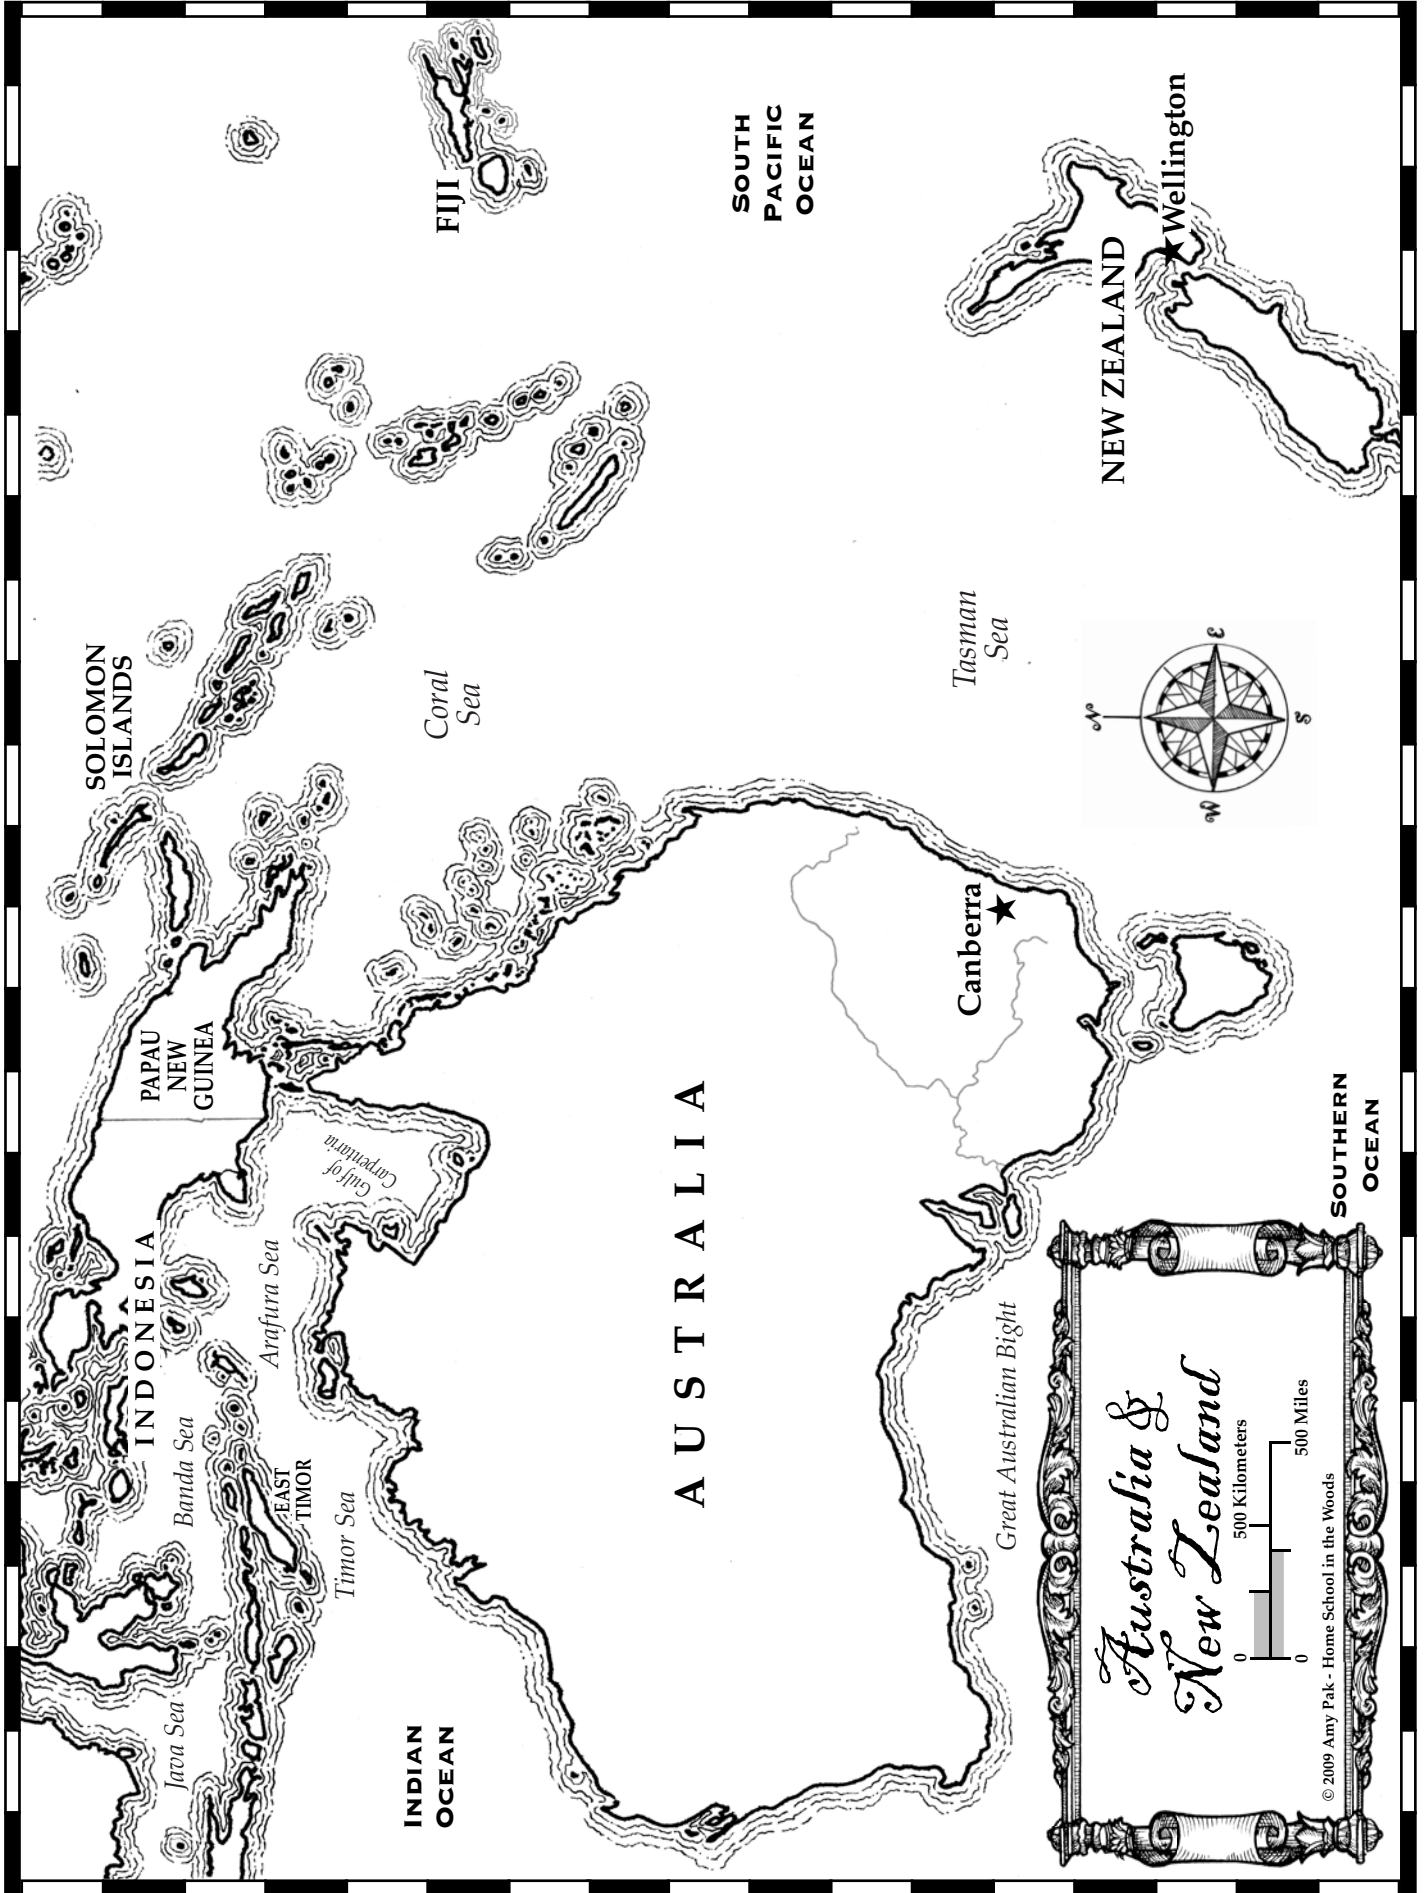 INDONESIA
PAPAU
NEW
GUINEA
SOLOMON
ISLANDS
Java Sea
Banda Sea
EAST
TIMOR
Arafura Sea
Timor Sea
Gulf of
Carpentaria
Coral
Sea
FIJI
INDIAN
OCEAN
SOUTH
PACIFIC
OCEAN
AUSTRALIA
Canberra
Tasman
Sea
Great Australian Bight
NEW ZEALAND
Wellington
N
W
E
S
SOUTHERN
OCEAN
Australia &
New Zealand
0 500 Kilometers
0 500 Miles
© 2009 Amy Pak - Home School in the Woods